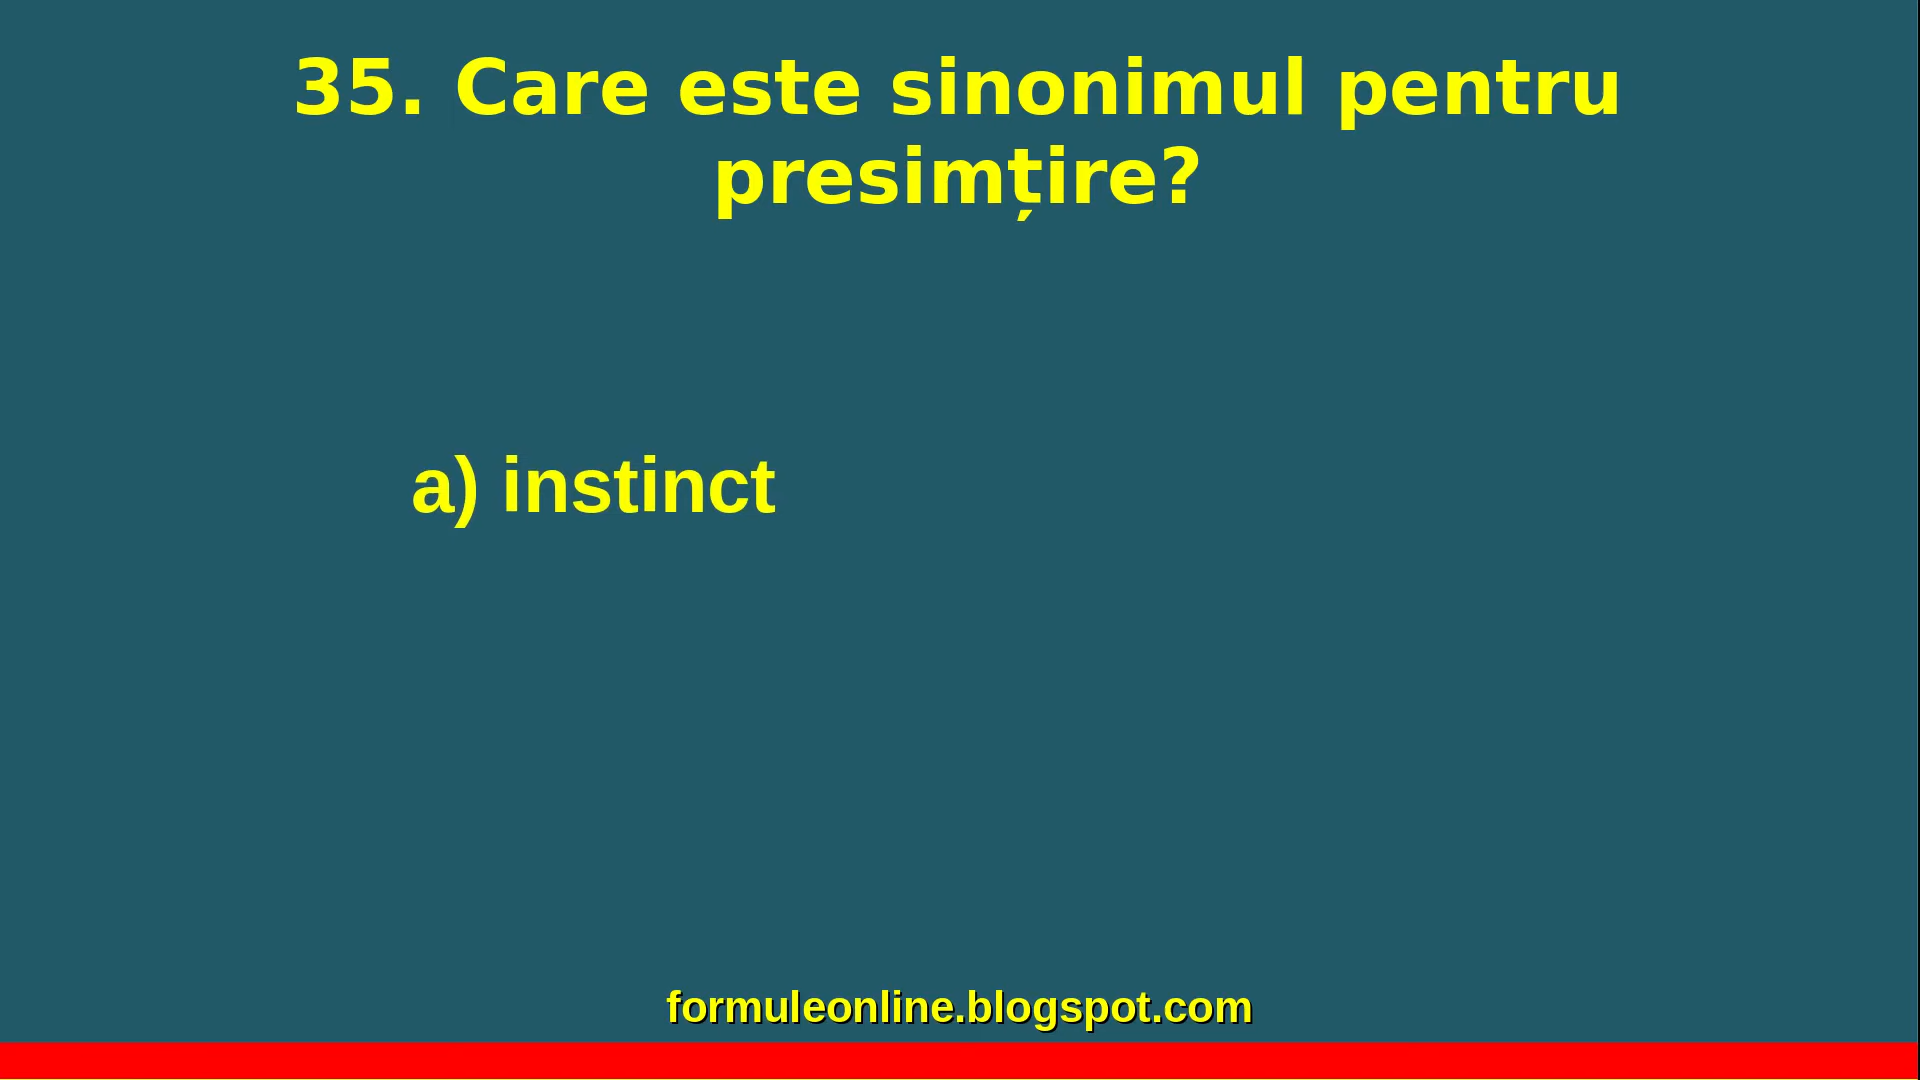 35. Care este sinonimul pentru
presimțire?
a) instinct
formuleonline.blogspot.com